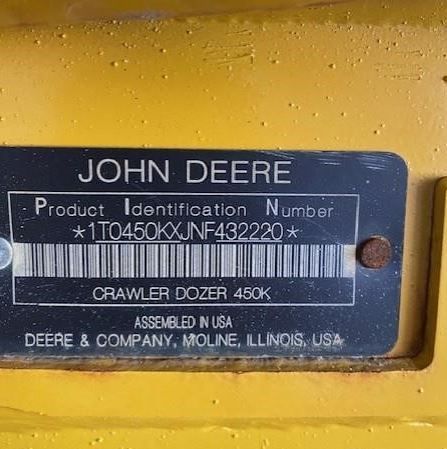 JOHN DEERE
Product Identification Number
*1T0450KXJNF432220*
CRAWLER DOZER 450K
ASSEMBLED IN USA
DEERE & COMPANY, MOLINE, ILLINOIS, USA